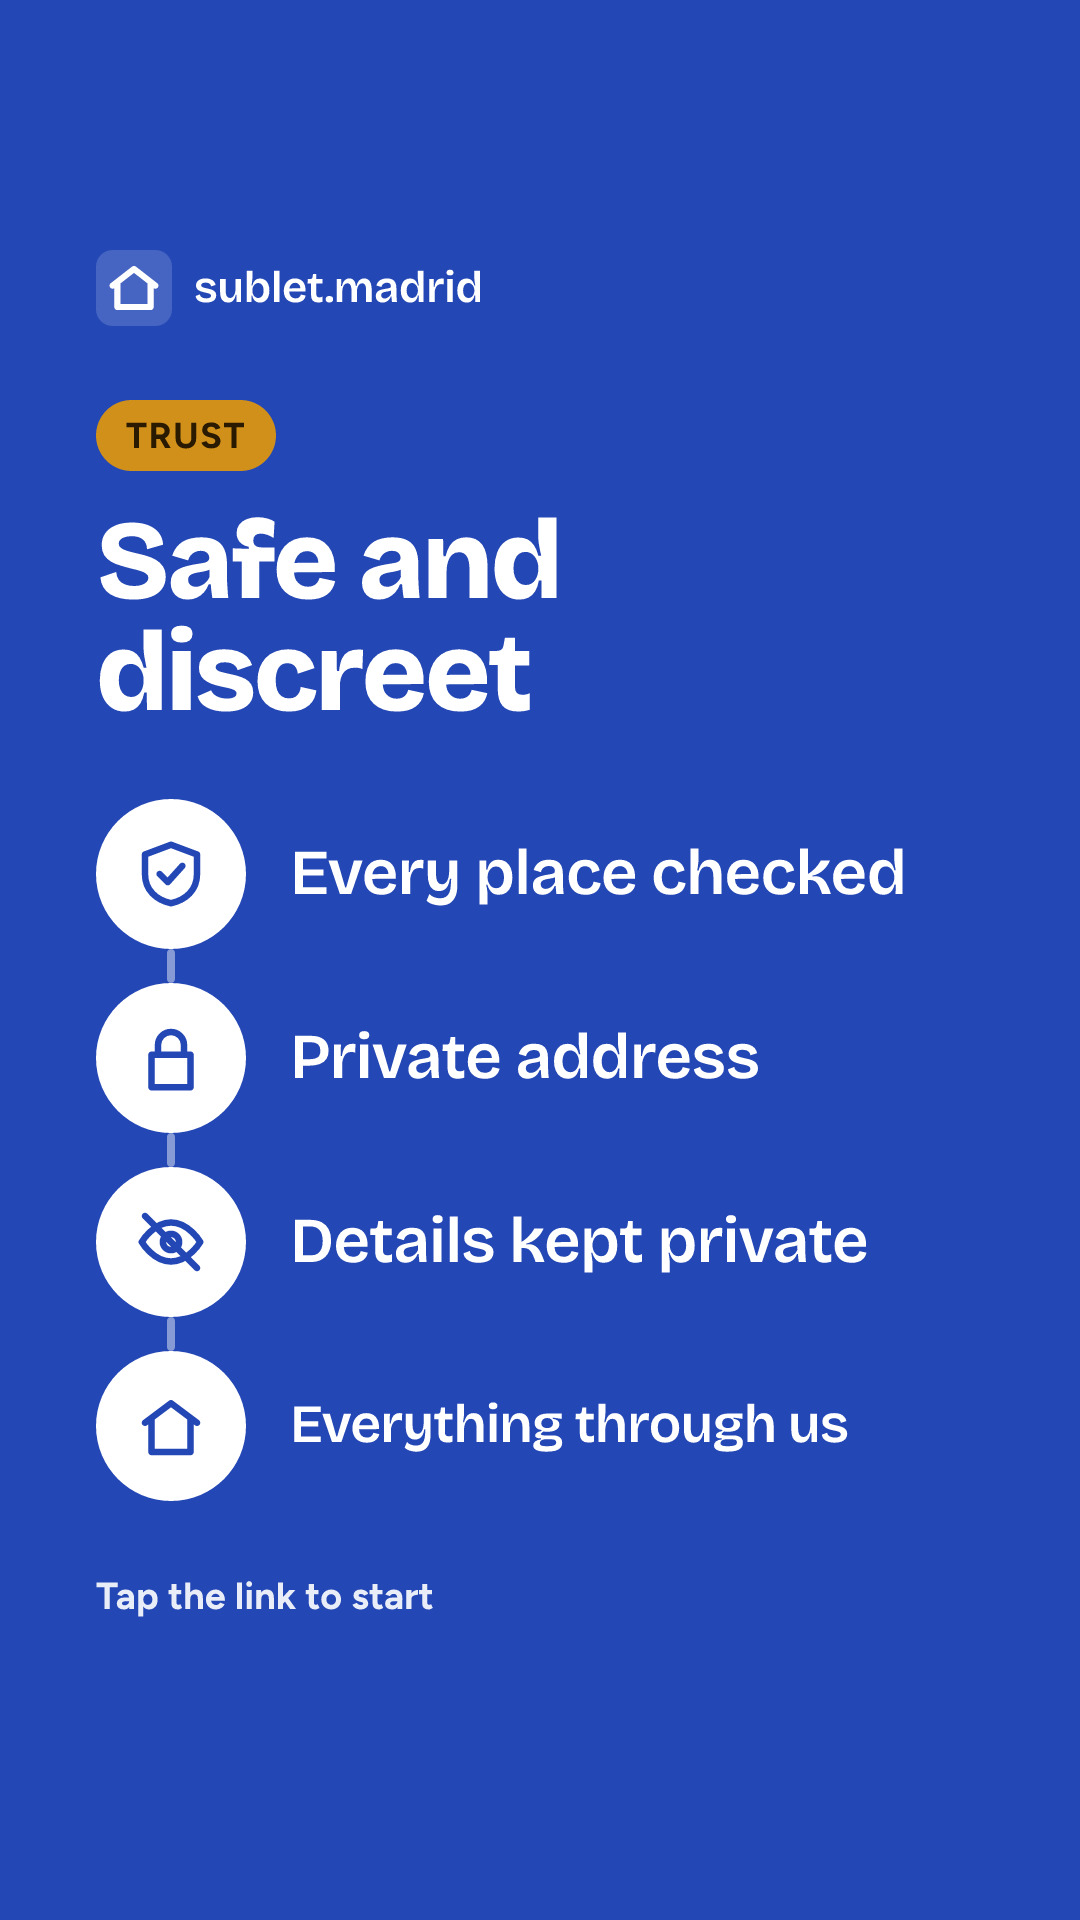 sublet.madrid
TRUST
Safe and
discreet
Every place checked
Private address
Details kept private
Everything through us
Tap the link to start